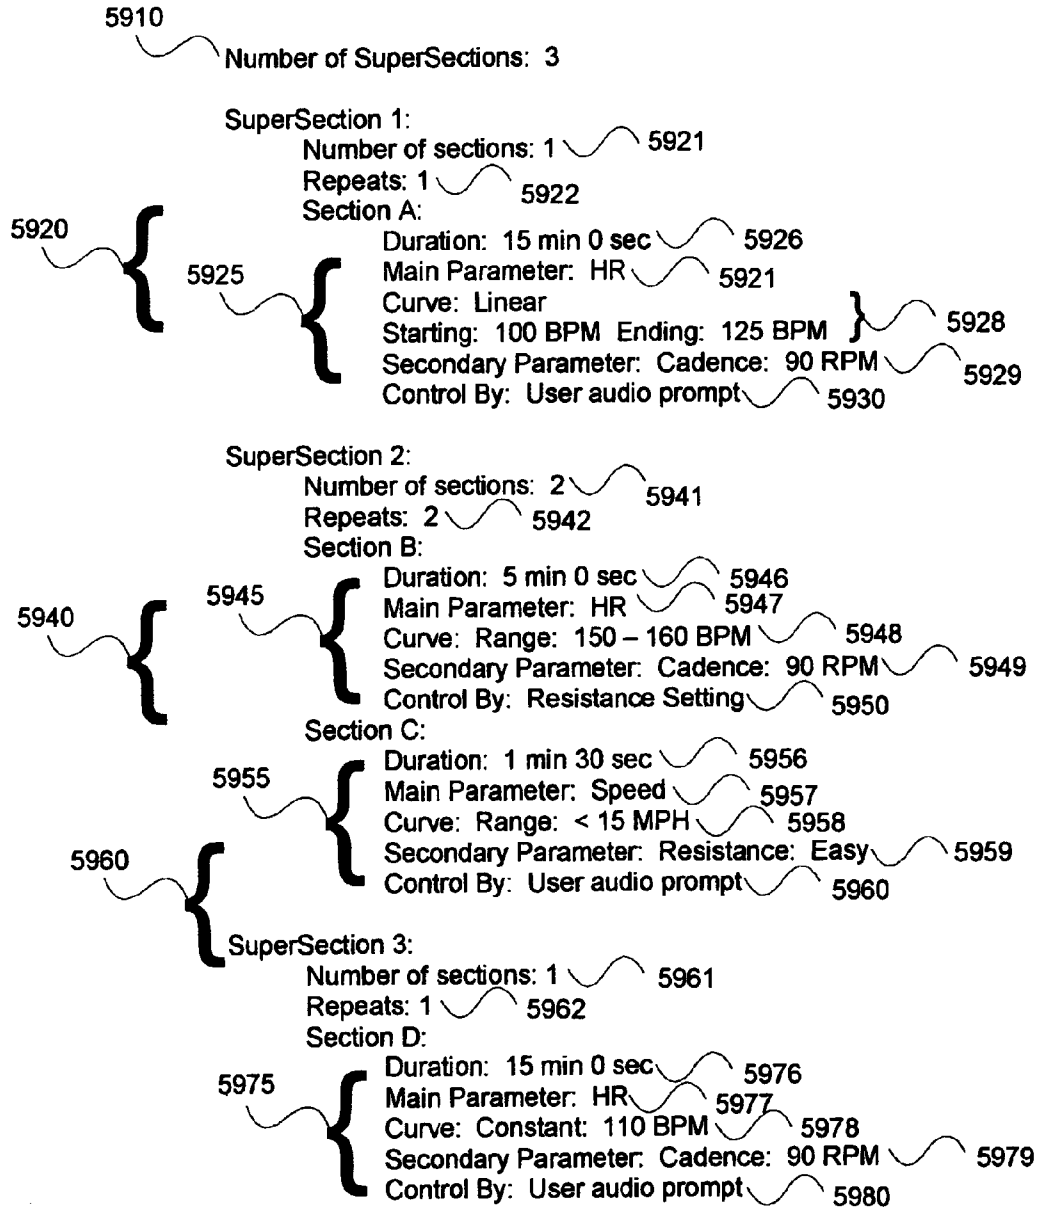 5910
Number of SuperSections: 3
SuperSection 1:
Number of sections: 1 5921
Repeats: 1 5922
Section A:
5920
Duration: 15 min 0 sec 5926
5925 Main Parameter: HR 5921
Curve: Linear
Starting: 100 BPM Ending: 125 BPM 5928
Secondary Parameter: Cadence: 90 RPM 5929
Control By: User audio prompt 5930
SuperSection 2:
Number of sections: 2 5941
Repeats: 2 5942
Section B:
Duration: 5 min 0 sec 5946
5940 5945 Main Parameter: HR 5947
Curve: Range: 150 – 160 BPM 5948
Secondary Parameter: Cadence: 90 RPM 5949
Control By: Resistance Setting 5950
Section C:
Duration: 1 min 30 sec 5956
5955 Main Parameter: Speed 5957
Curve: Range: < 15 MPH 5958
5960 Secondary Parameter: Resistance: Easy 5959
Control By: User audio prompt 5960
SuperSection 3:
Number of sections: 1 5961
Repeats: 1 5962
Section D:
Duration: 15 min 0 sec 5976
5975 Main Parameter: HR 5977
Curve: Constant: 110 BPM 5978
Secondary Parameter: Cadence: 90 RPM 5979
Control By: User audio prompt 5980